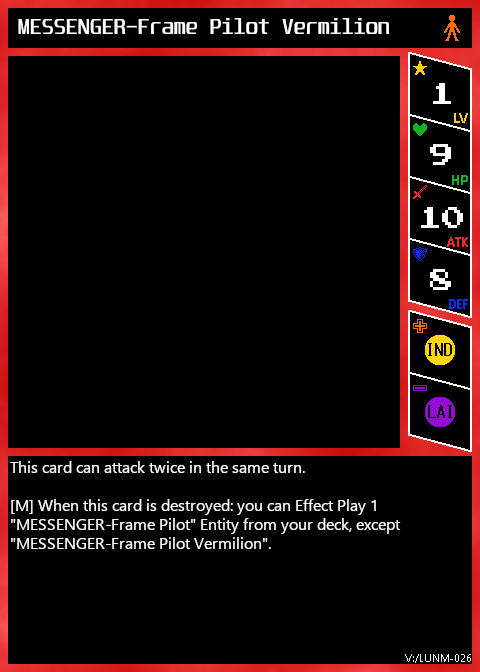 MESSENGER-Frame Pilot Vermilion
1
LV
9
HP
10
ATK
8
DEF
IND
LAI
This card can attack twice in the same turn.
[M] When this card is destroyed: you can Effect Play 1
"MESSENGER-Frame Pilot" Entity from your deck, except
"MESSENGER-Frame Pilot Vermilion".
V:/LUNM-026